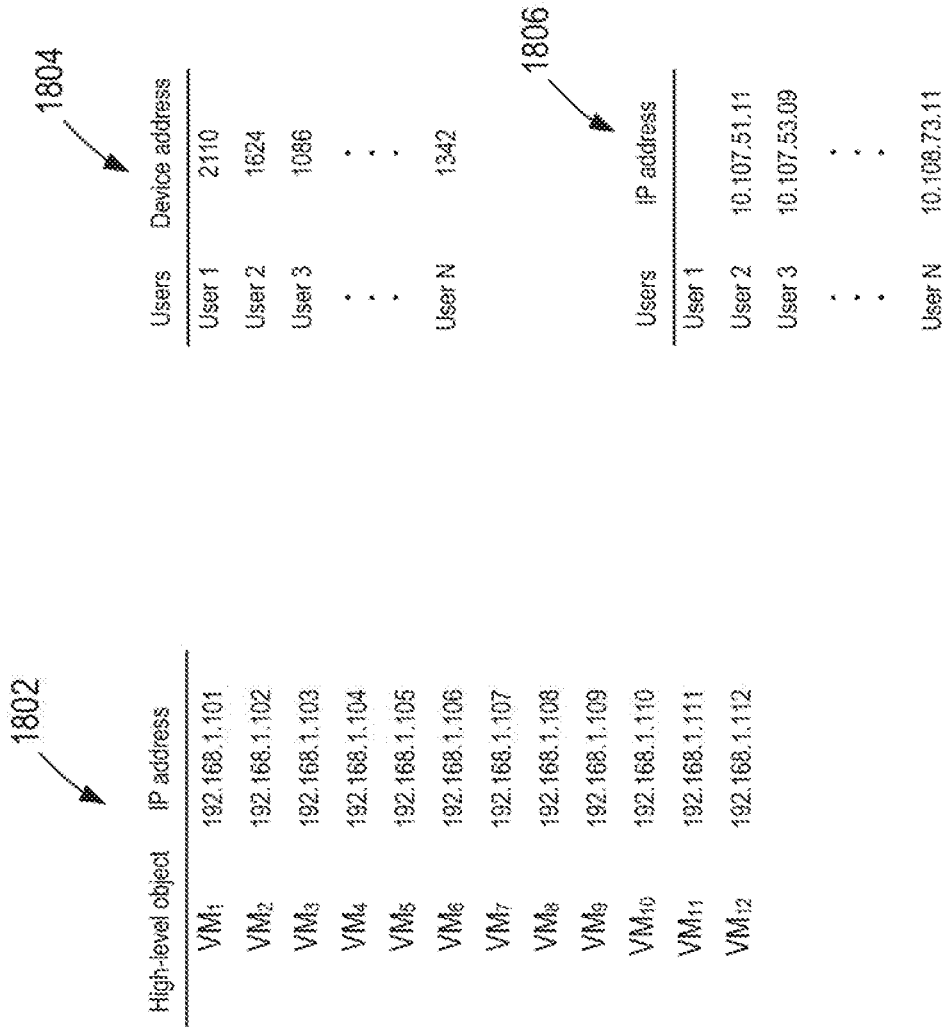 1802
High-level object IP address
VM1 192.168.1.101
VM2 192.168.1.102
VM3 192.168.1.103
VM4 192.168.1.104
VM5 192.168.1.105
VM6 192.168.1.106
VM7 192.168.1.107
VM8 192.168.1.108
VM9 192.168.1.109
VM10 192.168.1.110
VM11 192.168.1.111
VM12 192.168.1.112
1804
Users Device address
User 1 2110
User 2 1624
User 3 1086
User N 1342
1806
Users IP address
User 1
User 2 10.107.51.11
User 3 10.107.53.09
User N 10.108.73.11